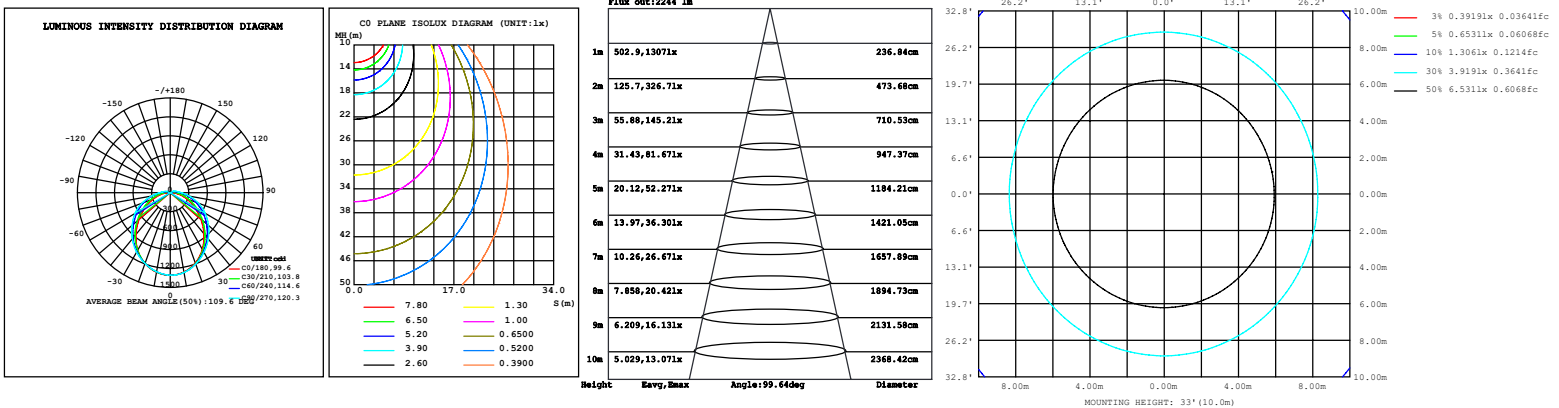 LUMINOUS INTENSITY DISTRIBUTION DIAGRAM
-/+180
-150
150
-120
120
-90
90
-60
60
-30
30
0
0
300
600
900
1200
1500
UNIT:cd
C0/180,99.6
C30/210,103.8
C60/240,114.6
C90/270,120.3
AVERAGE BEAM ANGLE(50%):109.6 DEG
C0 PLANE ISOLUX DIAGRAM (UNIT:lx)
MH(m)
10
14
18
22
26
30
34
38
42
46
50
0.0
17.0
34.0
S(m)
7.80
1.30
6.50
1.00
5.20
0.6500
3.90
0.5200
2.60
0.3900
Flux out:2244 lm
1m 502.9,1307lx 236.84cm
2m 125.7,326.7lx 473.68cm
3m 55.88,145.2lx 710.53cm
4m 31.43,81.67lx 947.37cm
5m 20.12,52.27lx 1184.21cm
6m 13.97,36.30lx 1421.05cm
7m 10.26,26.67lx 1657.89cm
8m 7.858,20.42lx 1894.73cm
9m 6.209,16.13lx 2131.58cm
10m 5.029,13.07lx 2368.42cm
Height Eavg,Emax Angle:99.64deg Diameter
26.2' 13.1' 0.0' 13.1' 26.2'
32.8' 10.00m
26.2' 8.00m
19.7' 6.00m
13.1' 4.00m
6.6' 2.00m
0.0' 0.00m
6.6' 2.00m
13.1' 4.00m
19.7' 6.00m
26.2' 8.00m
32.8' 10.00m
8.00m 4.00m 0.00m 4.00m 8.00m
MOUNTING HEIGHT: 33'(10.0m)
3% 0.3919lx 0.03641fc
5% 0.6531lx 0.06068fc
10% 1.306lx 0.1214fc
30% 3.919lx 0.3641fc
50% 6.531lx 0.6068fc